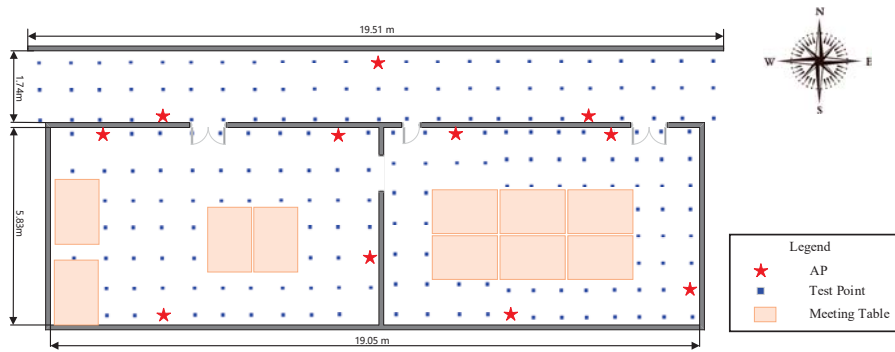 19.51 m
N
W E
S
1.74m
5.83m
19.05 m
Legend
AP
Test Point
Meeting Table